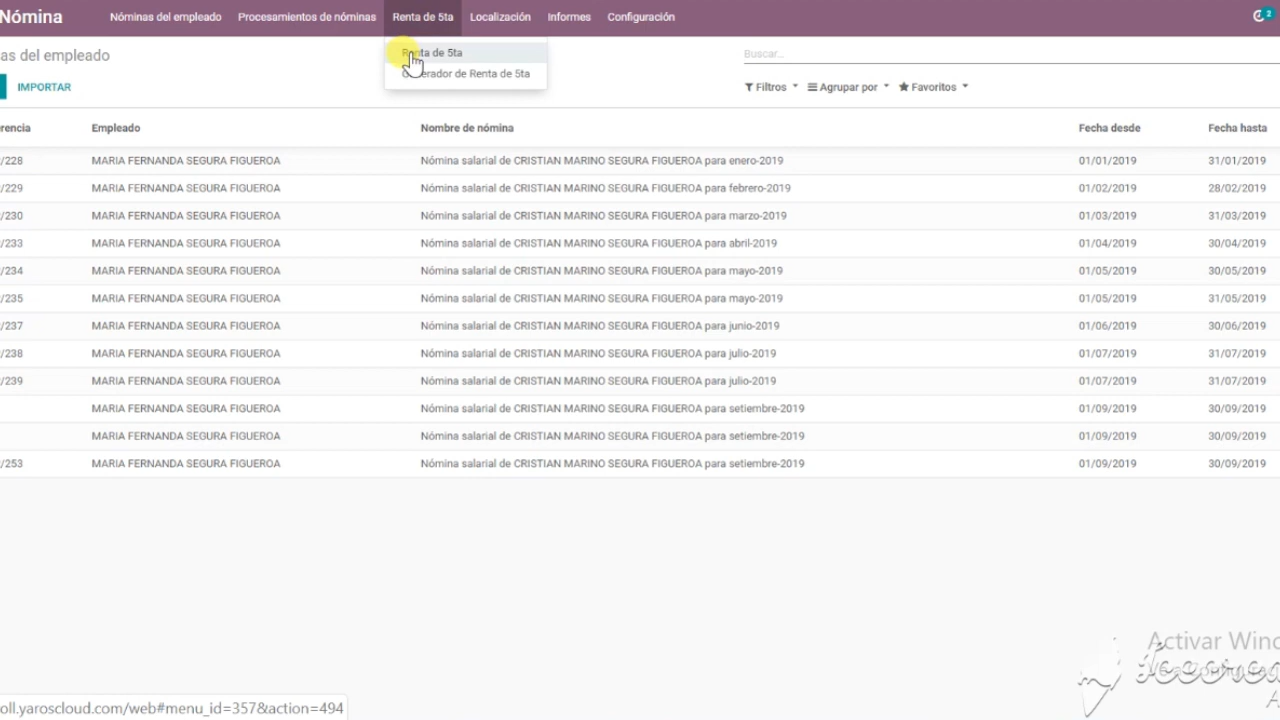 Nómina Nóminas del empleado Procesamientos de nóminas Renta de 5ta Localización Informes Configuración 2
as del empleado Renta de 5ta Buscar...
IMPORTAR de Renta de 5ta Filtros Agrupar por Favoritos
rencia Empleado Nombre de nómina Fecha desde Fecha hasta
/228 MARIA FERNANDA SEGURA FIGUEROA Nómina salarial de CRISTIAN MARINO SEGURA FIGUEROA para enero-2019 01/01/2019 31/01/2019
/229 MARIA FERNANDA SEGURA FIGUEROA Nómina salarial de CRISTIAN MARINO SEGURA FIGUEROA para febrero-2019 01/02/2019 28/02/2019
/230 MARIA FERNANDA SEGURA FIGUEROA Nómina salarial de CRISTIAN MARINO SEGURA FIGUEROA para marzo-2019 01/03/2019 31/03/2019
/233 MARIA FERNANDA SEGURA FIGUEROA Nómina salarial de CRISTIAN MARINO SEGURA FIGUEROA para abril-2019 01/04/2019 30/04/2019
/234 MARIA FERNANDA SEGURA FIGUEROA Nómina salarial de CRISTIAN MARINO SEGURA FIGUEROA para mayo-2019 01/05/2019 30/05/2019
/235 MARIA FERNANDA SEGURA FIGUEROA Nómina salarial de CRISTIAN MARINO SEGURA FIGUEROA para mayo-2019 01/05/2019 31/05/2019
/237 MARIA FERNANDA SEGURA FIGUEROA Nómina salarial de CRISTIAN MARINO SEGURA FIGUEROA para junio-2019 01/06/2019 30/06/2019
/238 MARIA FERNANDA SEGURA FIGUEROA Nómina salarial de CRISTIAN MARINO SEGURA FIGUEROA para julio-2019 01/07/2019 31/07/2019
/239 MARIA FERNANDA SEGURA FIGUEROA Nómina salarial de CRISTIAN MARINO SEGURA FIGUEROA para julio-2019 01/07/2019 31/07/2019
MARIA FERNANDA SEGURA FIGUEROA Nómina salarial de CRISTIAN MARINO SEGURA FIGUEROA para setiembre-2019 01/09/2019 30/09/2019
MARIA FERNANDA SEGURA FIGUEROA Nómina salarial de CRISTIAN MARINO SEGURA FIGUEROA para setiembre-2019 01/09/2019 30/09/2019
/253 MARIA FERNANDA SEGURA FIGUEROA Nómina salarial de CRISTIAN MARINO SEGURA FIGUEROA para setiembre-2019 01/09/2019 30/09/2019
Activar Winc
oll.yaroscloud.com/web#menu_id=357&action=494